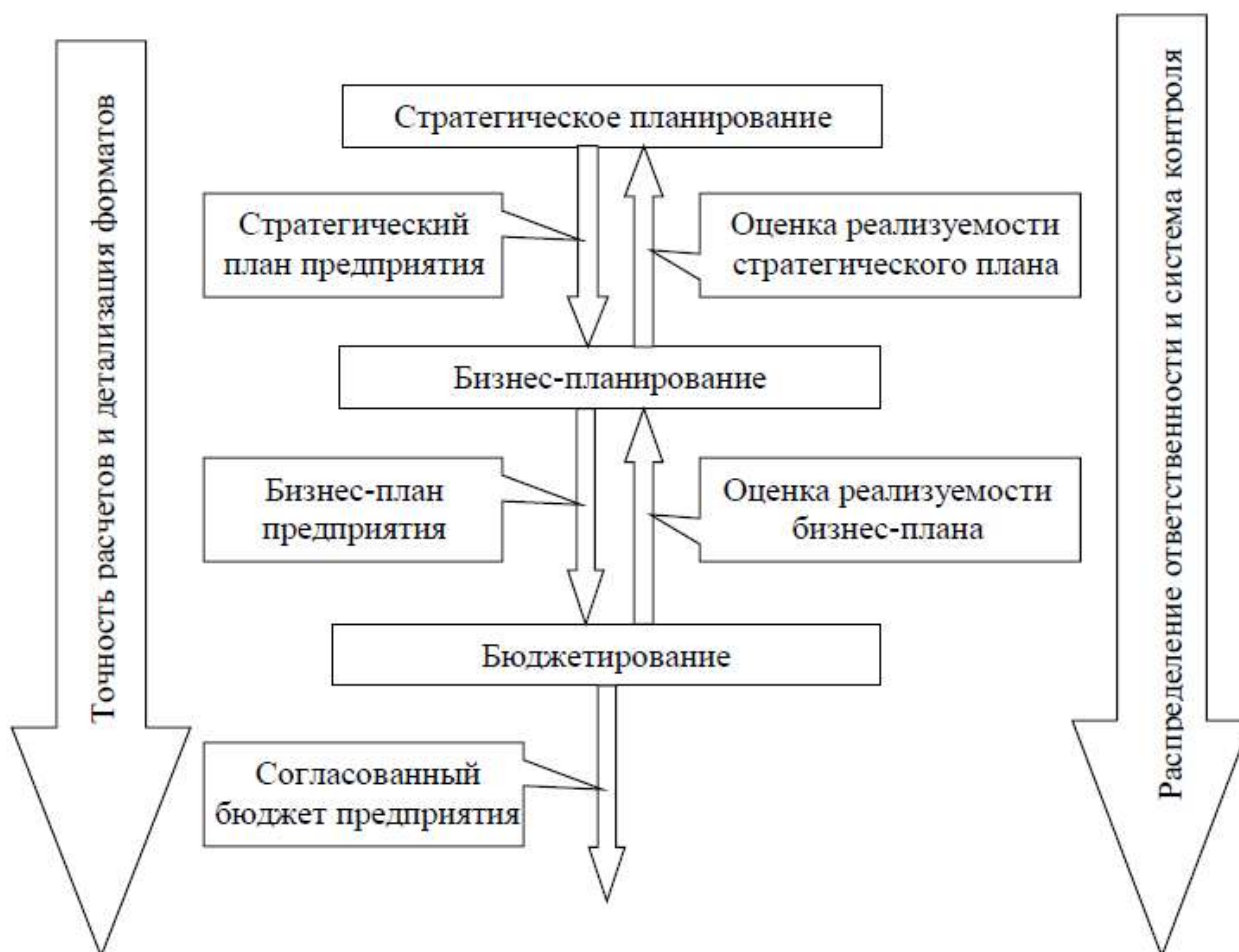 Точность расчетов и детализация форматов
Распределение ответственности и система контроля
Стратегическое планирование
Стратегический
план предприятия
Оценка реализуемости
стратегического плана
Бизнес-планирование
Бизнес-план
предприятия
Оценка реализуемости
бизнес-плана
Бюджетирование
Согласованный
бюджет предприятия